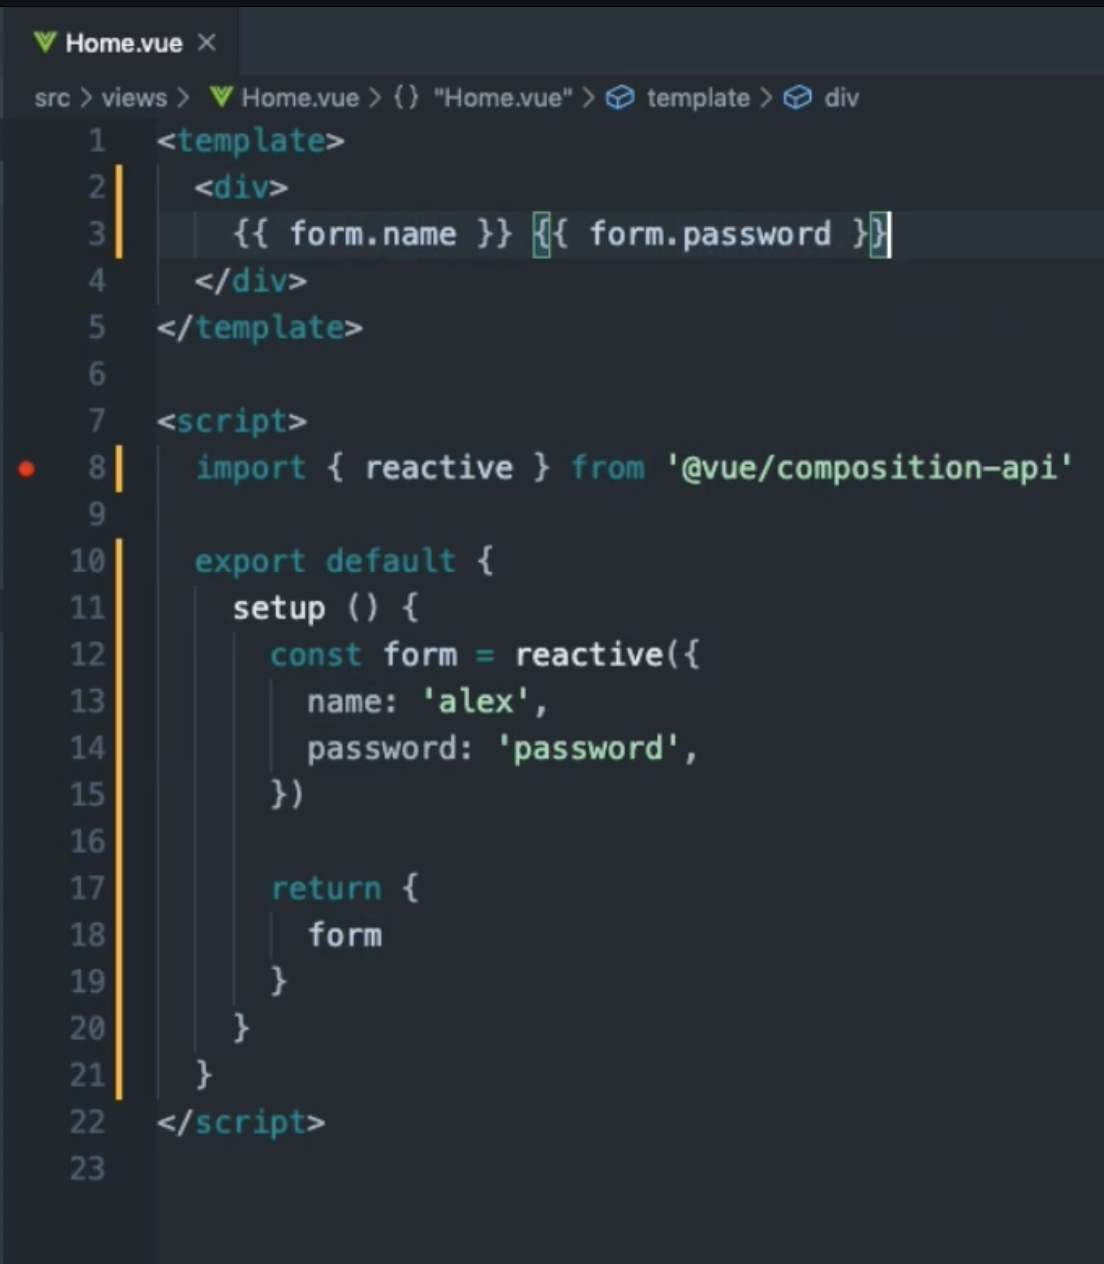 Home.vue ×
src > views > Home.vue > {} "Home.vue" > template > div
1 <template>
2   <div>
3     {{ form.name }} {{ form.password }}
4   </div>
5 </template>
6
7 <script>
8   import { reactive } from '@vue/composition-api'
9
10   export default {
11     setup () {
12       const form = reactive({
13         name: 'alex',
14         password: 'password',
15       })
16
17       return {
18         form
19       }
20     }
21   }
22 </script>
23